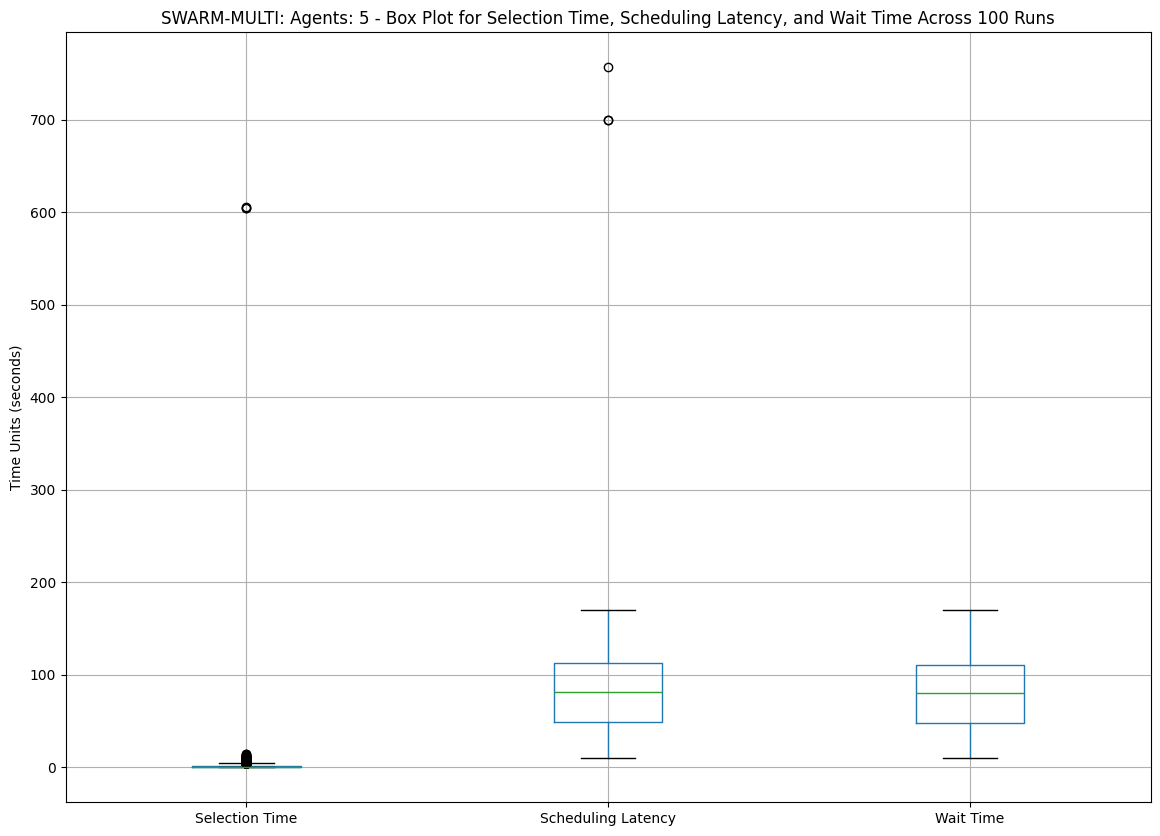 SWARM-MULTI: Agents: 5 - Box Plot for Selection Time, Scheduling Latency, and Wait Time Across 100 Runs
Time Units (seconds)
700
600
500
400
300
200
100
0
Selection Time
Scheduling Latency
Wait Time